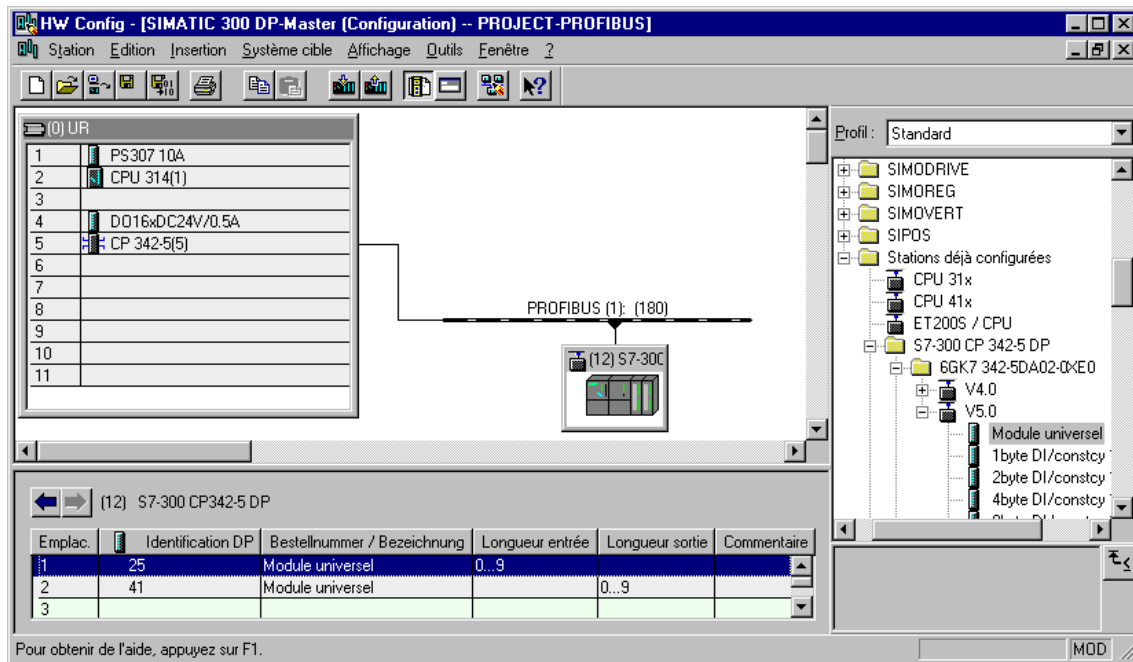 HW Config - [SIMATIC 300 DP-Master (Configuration) -- PROJECT-PROFIBUS]
Station Edition Insertion Système cible Affichage Outils Fenêtre ?
(0) UR
1 PS307 10A
2 CPU 314(1)
3
4 DO16xDC24V/0.5A
5 CP 342-5(5)
6
7
8
9
10
11
PROFIBUS (1): (180)
(12) S7-300
Profil : Standard
SIMODRIVE
SIMOREG
SIMOVERT
SIPOS
Stations déjà configurées
CPU 31x
CPU 41x
ET200S / CPU
S7-300 CP 342-5 DP
6GK7 342-5DA02-0XE0
V4.0
V5.0
Module universel
1byte DI/constcy
2byte DI/constcy
4byte DI/constcy
(12) S7-300 CP342-5 DP
Emplac. Identification DP Bestellnummer / Bezeichnung Longueur entrée Longueur sortie Commentaire
1 25 Module universel 0...9
2 41 Module universel 0...9
3
Pour obtenir de l'aide, appuyez sur F1.
MOD